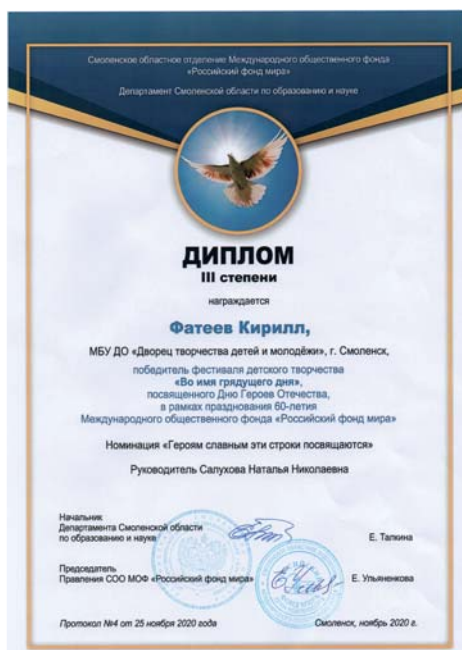 Смоленское областное отделение Международного общественного фонда
«Российский фонд мира»
Департамент Смоленской области по образованию и науке
ДИПЛОМ
III степени
награждается
Фатеев Кирилл,
МБУ ДО «Дворец творчества детей и молодёжи», г. Смоленск,
победитель фестиваля детского творчества
«Во имя грядущего дня»,
посвященного Дню Героев Отечества,
в рамках празднования 60-летия
Международного общественного фонда «Российский фонд мира»
Номинация «Героям славным эти строки посвящаются»
Руководитель Салухова Наталья Николаевна
Начальник
Департамента Смоленской области
по образованию и науке
Е. Талкина
Председатель
Правления СОО МОФ «Российский фонд мира»
Е. Ульяненкова
Протокол №4 от 25 ноября 2020 года
Смоленск, ноябрь 2020 г.